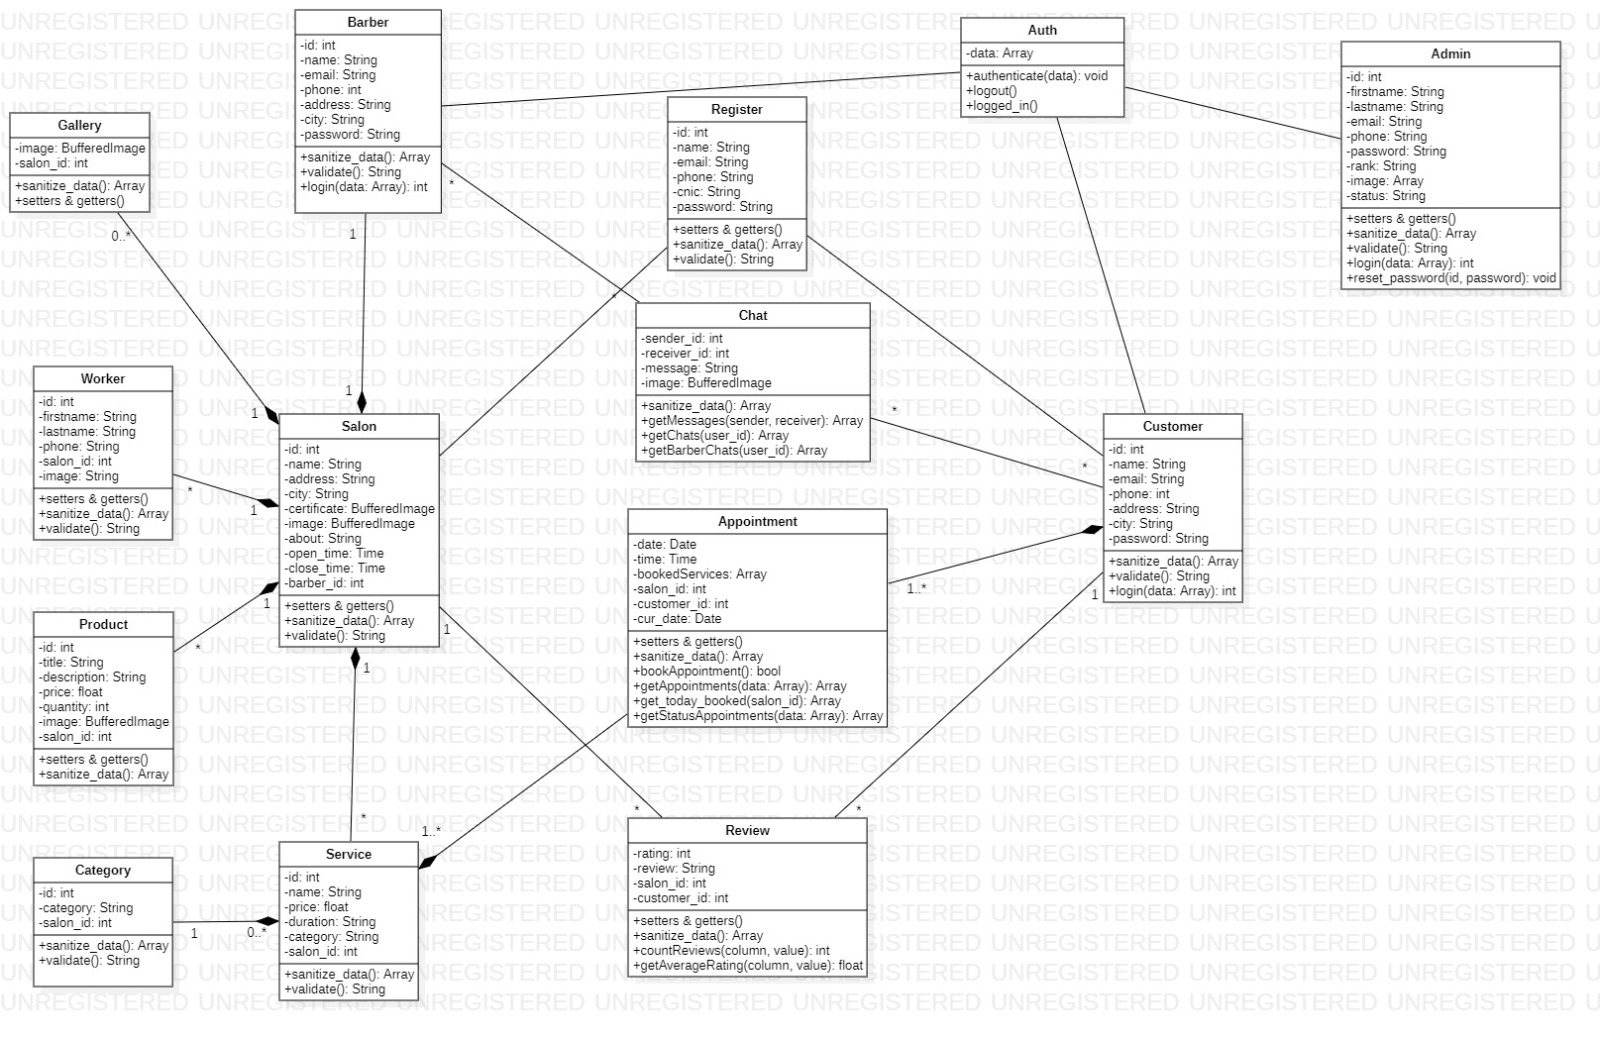 Barber
-id: int
-name: String
-email: String
-phone: int
-address: String
-city: String
-password: String
+sanitize_data(): Array
+validate(): String
+login(data: Array): int
Auth
-data: Array
+authenticate(data): void
+logout()
+logged_in()
Admin
-id: int
-firstname: String
-lastname: String
-email: String
-phone: String
-password: String
-rank: String
-image: Array
-status: String
+setters & getters()
+sanitize_data(): Array
+validate(): String
+login(data: Array): int
+reset_password(id, password): void
Gallery
-image: BufferedImage
-salon_id: int
+sanitize_data(): Array
+setters & getters()
Register
-id: int
-name: String
-email: String
-phone: String
-cnic: String
-password: String
+setters & getters()
+sanitize_data(): Array
+validate(): String
0..*
1
*
*
Chat
-sender_id: int
-receiver_id: int
-message: String
-image: BufferedImage
+sanitize_data(): Array
+getMessages(sender, receiver): Array
+getChats(user_id): Array
+getBarberChats(user_id): Array
Worker
-id: int
-firstname: String
-lastname: String
-phone: String
-salon_id: int
-image: String
+setters & getters()
+sanitize_data(): Array
+validate(): String
1
1
*
*
Salon
-id: int
-name: String
-address: String
-city: String
-certificate: BufferedImage
-image: BufferedImage
-about: String
-open_time: Time
-close_time: Time
-barber_id: int
+setters & getters()
+sanitize_data(): Array
+validate(): String
Customer
-id: int
-name: String
-email: String
-phone: int
-address: String
-city: String
-password: String
+sanitize_data(): Array
+validate(): String
+login(data: Array): int
*
1
Appointment
-date: Date
-time: Time
-bookedServices: Array
-salon_id: int
-customer_id: int
-cur_date: Date
+setters & getters()
+sanitize_data(): Array
+bookAppointment(): bool
+getAppointments(data: Array): Array
+get_today_booked(salon_id): Array
+getStatusAppointments(data: Array): Array
1..*
1
1
*
1
1
Product
-id: int
-title: String
-description: String
-price: float
-quantity: int
-image: BufferedImage
-salon_id: int
+setters & getters()
+sanitize_data(): Array
*
*
*
1..*
Review
-rating: int
-review: String
-salon_id: int
-customer_id: int
+setters & getters()
+sanitize_data(): Array
+countReviews(column, value): int
+getAverageRating(column, value): float
Service
-id: int
-name: String
-price: float
-duration: String
-category: String
-salon_id: int
+sanitize_data(): Array
+validate(): String
Category
-id: int
-category: String
-salon_id: int
+sanitize_data(): Array
+validate(): String
1
0..*